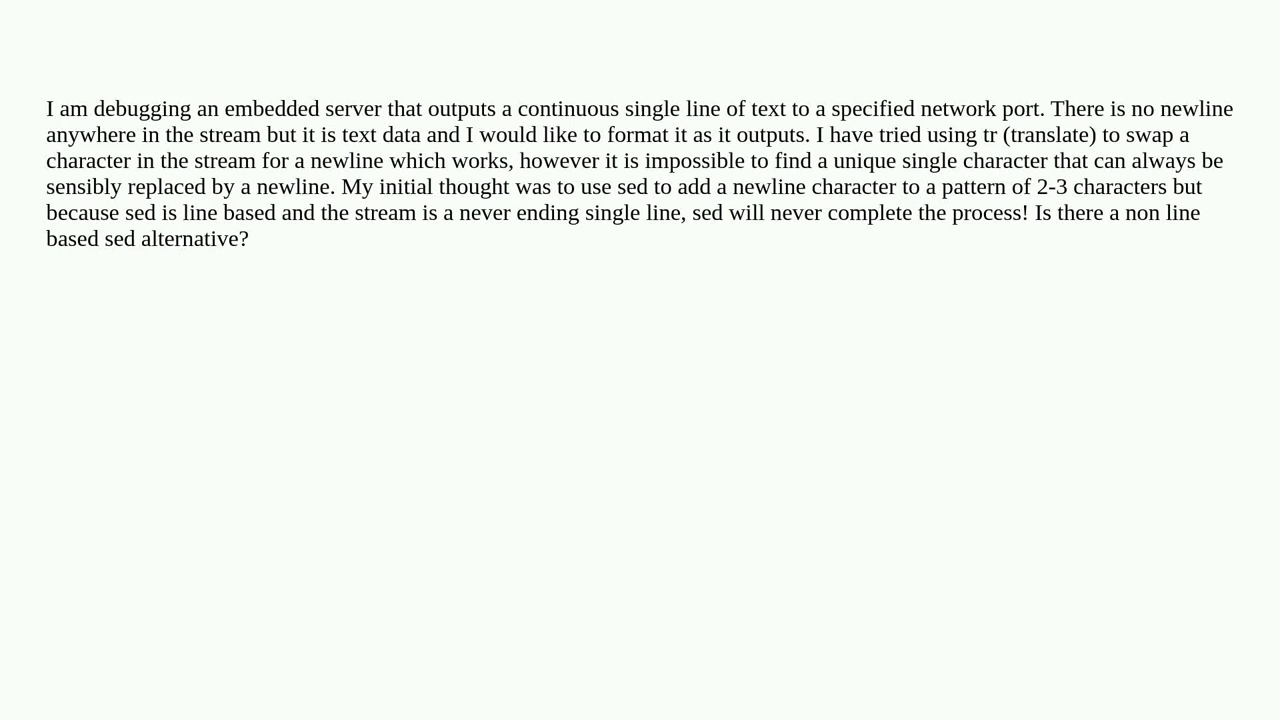 I am debugging an embedded server that outputs a continuous single line of text to a specified network port. There is no newline
anywhere in the stream but it is text data and I would like to format it as it outputs. I have tried using tr (translate) to swap a
character in the stream for a newline which works, however it is impossible to find a unique single character that can always be
sensibly replaced by a newline. My initial thought was to use sed to add a newline character to a pattern of 2-3 characters but
because sed is line based and the stream is a never ending single line, sed will never complete the process! Is there a non line
based sed alternative?